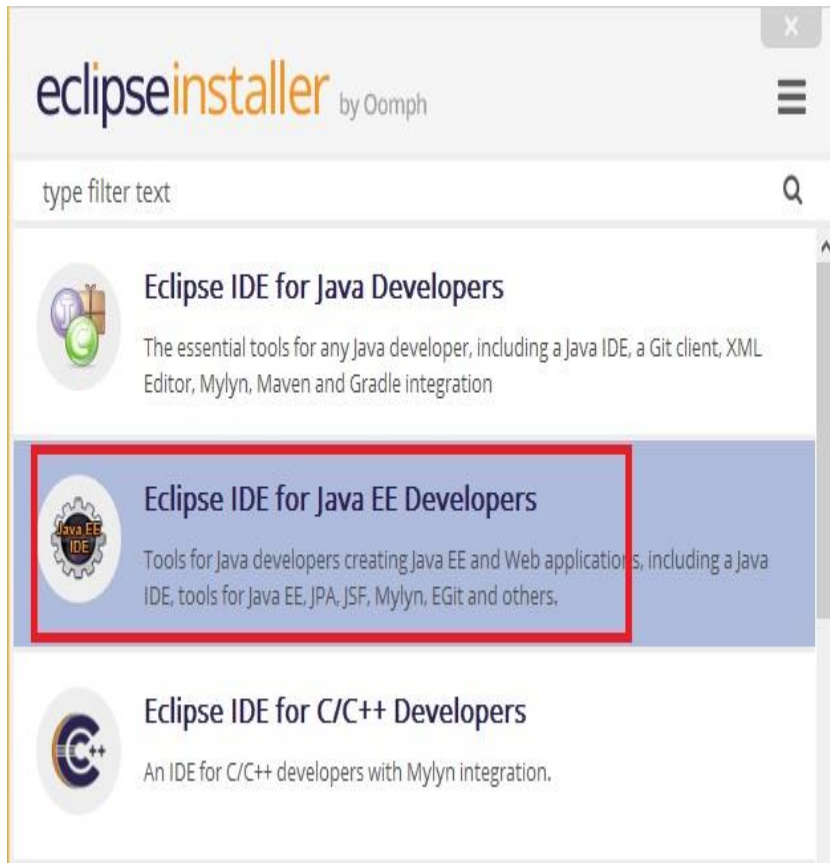 X
eclipseinstaller by Oomph
type filter text
Eclipse IDE for Java Developers
The essential tools for any Java developer, including a Java IDE, a Git client, XML
Editor, Mylyn, Maven and Gradle integration
Java EE
IDE
Eclipse IDE for Java EE Developers
Tools for Java developers creating Java EE and Web applications, including a Java
IDE, tools for Java EE, JPA, JSF, Mylyn, EGit and others.
C++
Eclipse IDE for C/C++ Developers
An IDE for C/C++ developers with Mylyn integration.